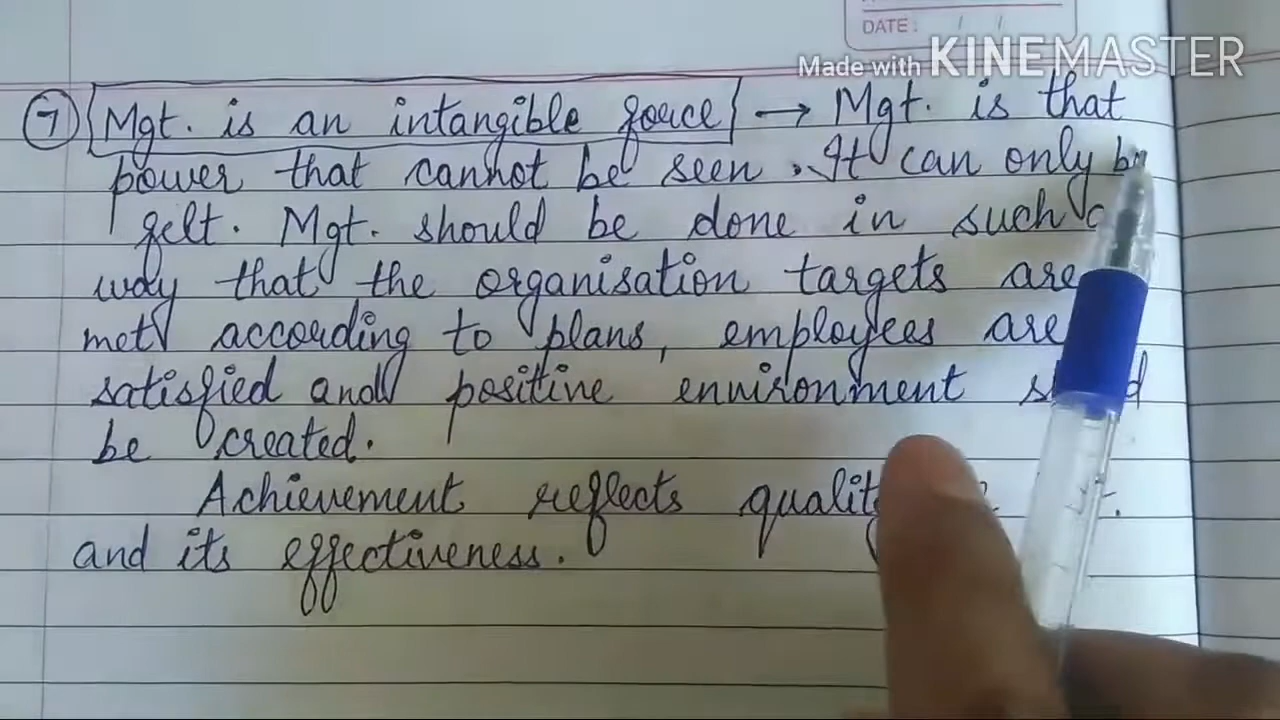 DATE : / /
Made with KINEMASTER
7 Mgt. is an intangible force → Mgt. is that
power that cannot be seen. It can only be
felt. Mgt. should be done in such a
way that the organisation targets are
met according to plans, employees are
satisfied and positive environment
be created.
Achievement reflects quality
and its effectiveness.